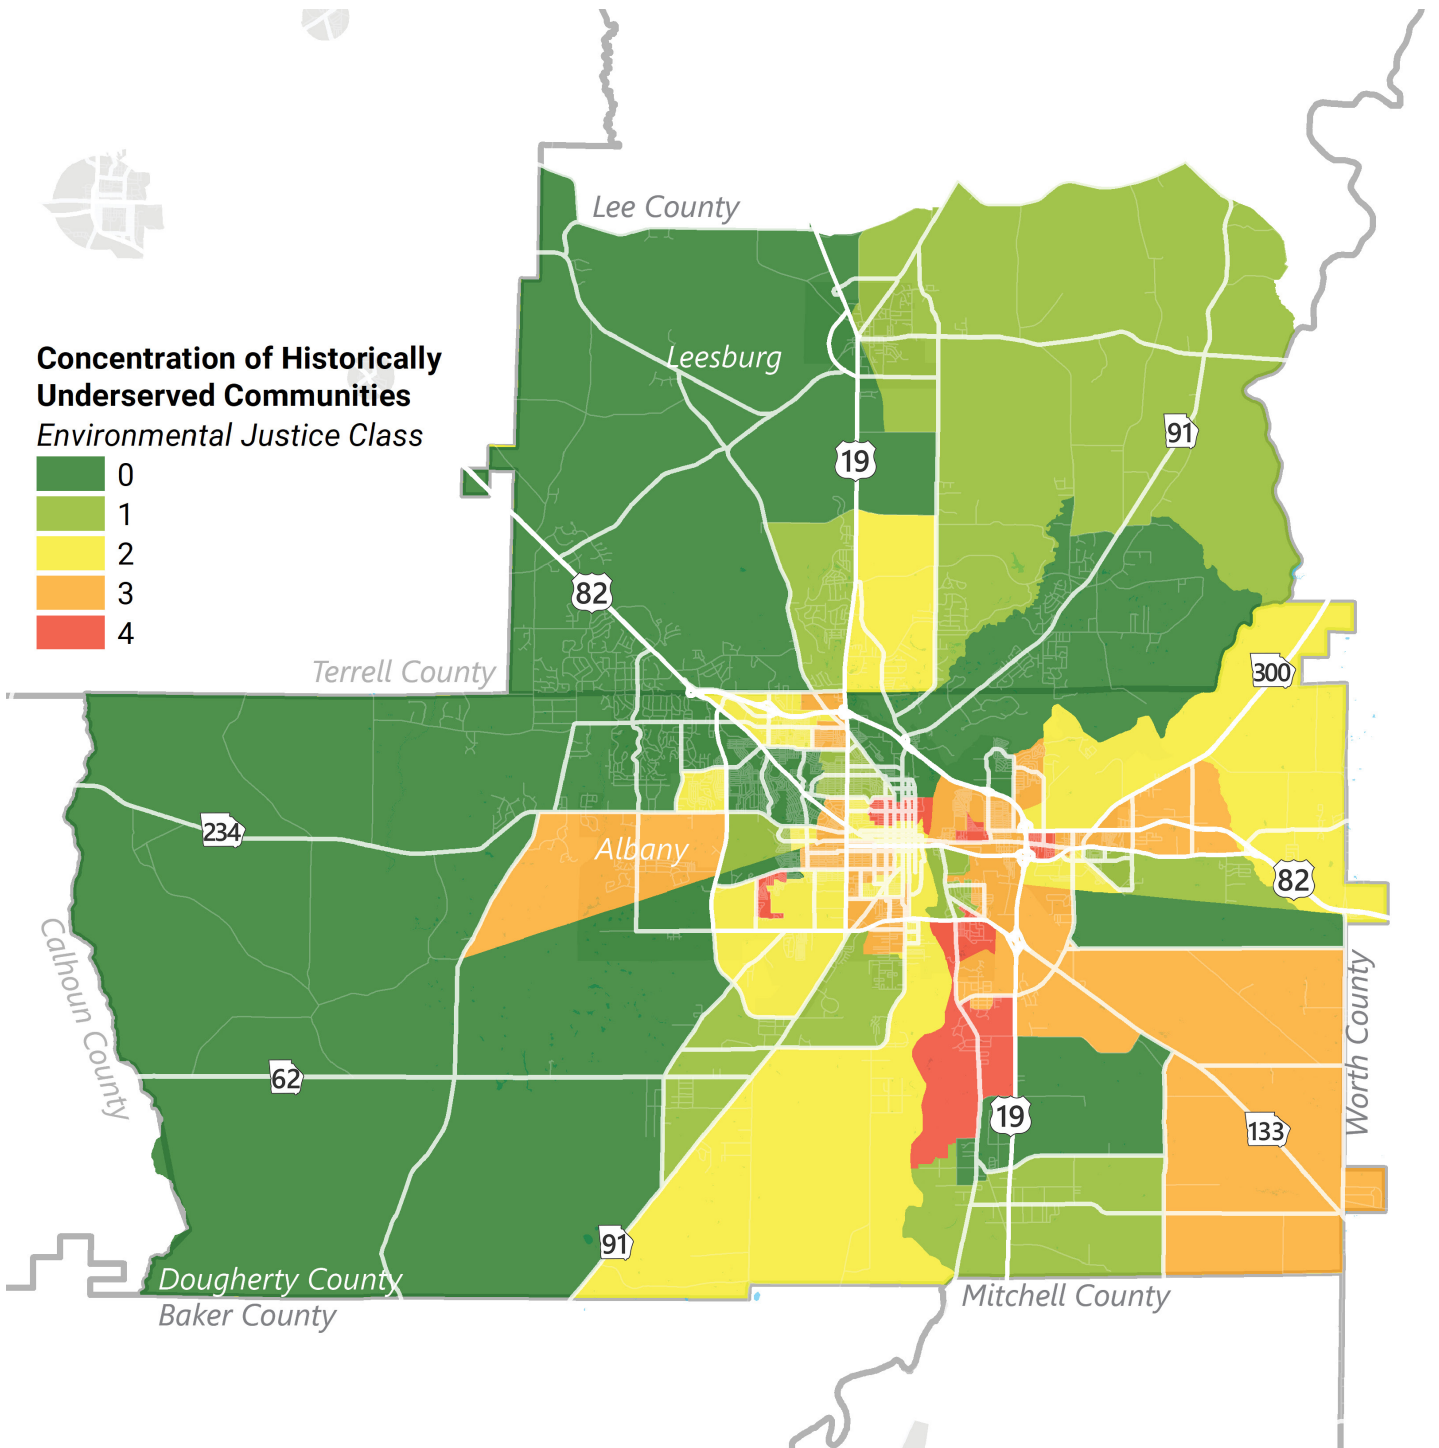 Lee County
Concentration of Historically
Underserved Communities
Environmental Justice Class
0
1
2
3
4
Leesburg
91
19
82
Terrell County
300
234
Albany
82
Calhoun County
Worth County
62
19
133
91
Dougherty County
Baker County
Mitchell County